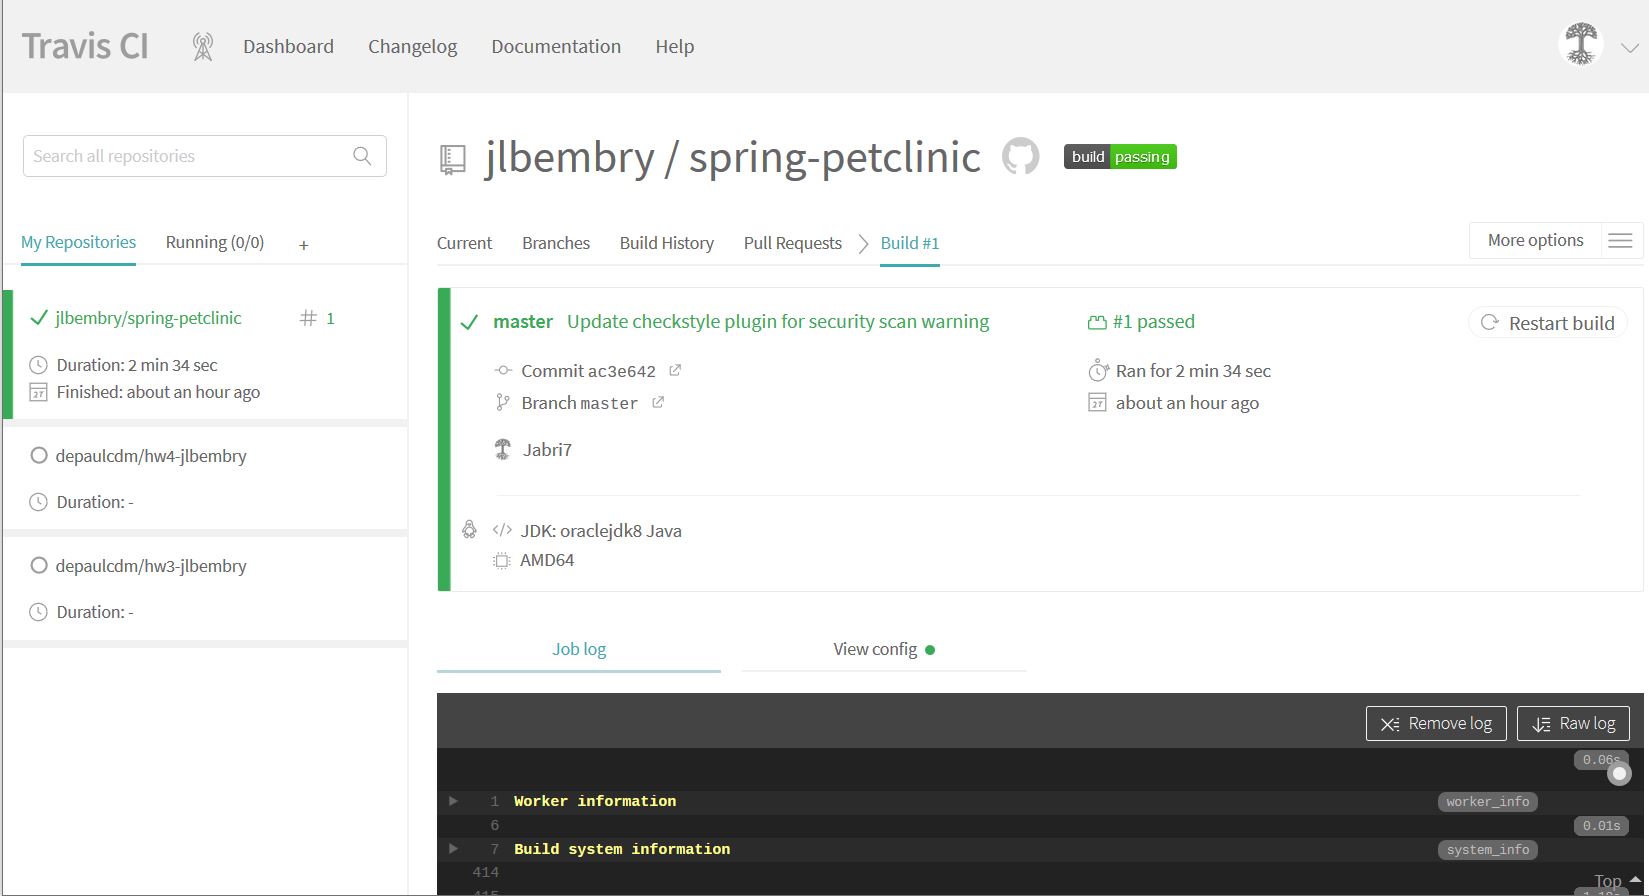 Travis CI
Dashboard
Changelog
Documentation
Help
Search all repositories
My Repositories
Running (0/0)
+
jlbembry/spring-petclinic
# 1
Duration: 2 min 34 sec
Finished: about an hour ago
depaulcdm/hw4-jlbembry
Duration: -
depaulcdm/hw3-jlbembry
Duration: -
jlbembry / spring-petclinic
build passing
Current
Branches
Build History
Pull Requests
Build #1
More options
master Update checkstyle plugin for security scan warning
Commit ac3e642
Branch master
Jabri7
#1 passed
Ran for 2 min 34 sec
about an hour ago
Restart build
JDK: oraclejdk8 Java
AMD64
Job log
View config
Remove log
Raw log
0.06s
1 Worker information worker_info
6 0.01s
7 Build system information system_info
414
Top